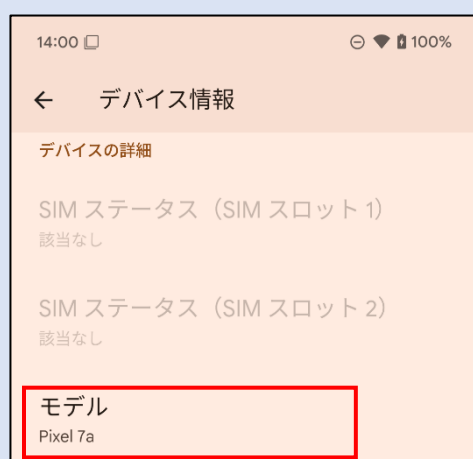 14:00
100%
デバイス情報
デバイスの詳細
SIM ステータス（SIM スロット 1）
該当なし
SIM ステータス（SIM スロット 2）
該当なし
モデル
Pixel 7a